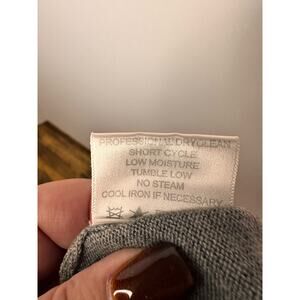 PROFESSIONAL DRYCLEAN
SHORT CYCLE
LOW MOISTURE
TUMBLE LOW
NO STEAM
COOL IRON IF NECESSARY